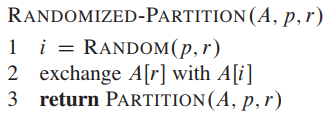 RANDOMIZED-PARTITION(A, p, r)
1 i = RANDOM(p, r)
2 exchange A[r] with A[i]
3 return PARTITION(A, p, r)